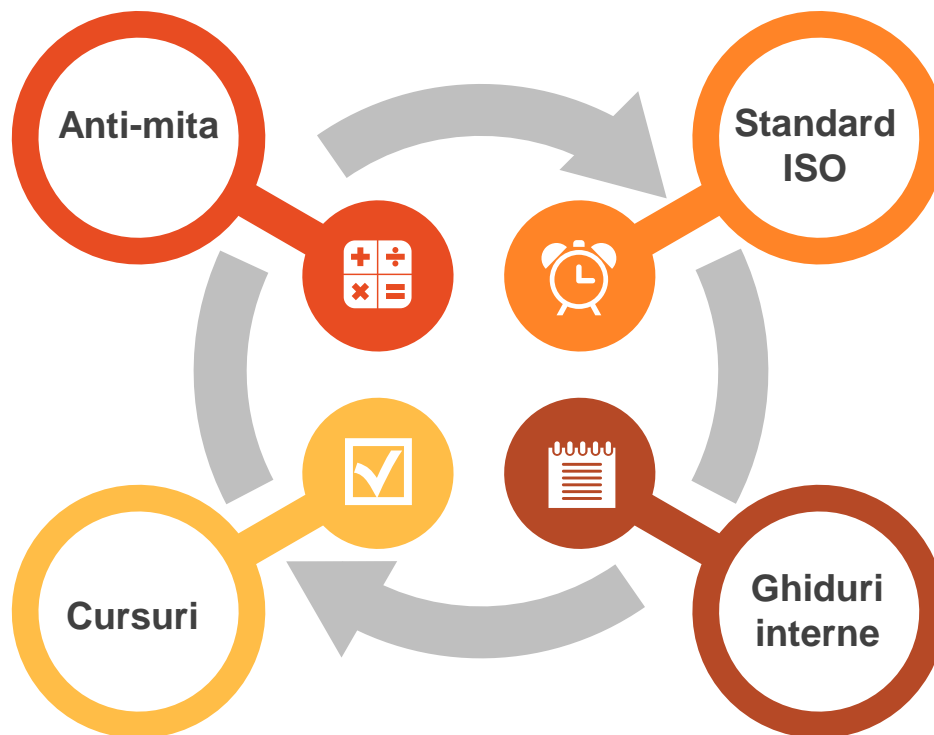 Anti-mita
Standard
ISO
Cursuri
Ghiduri
interne